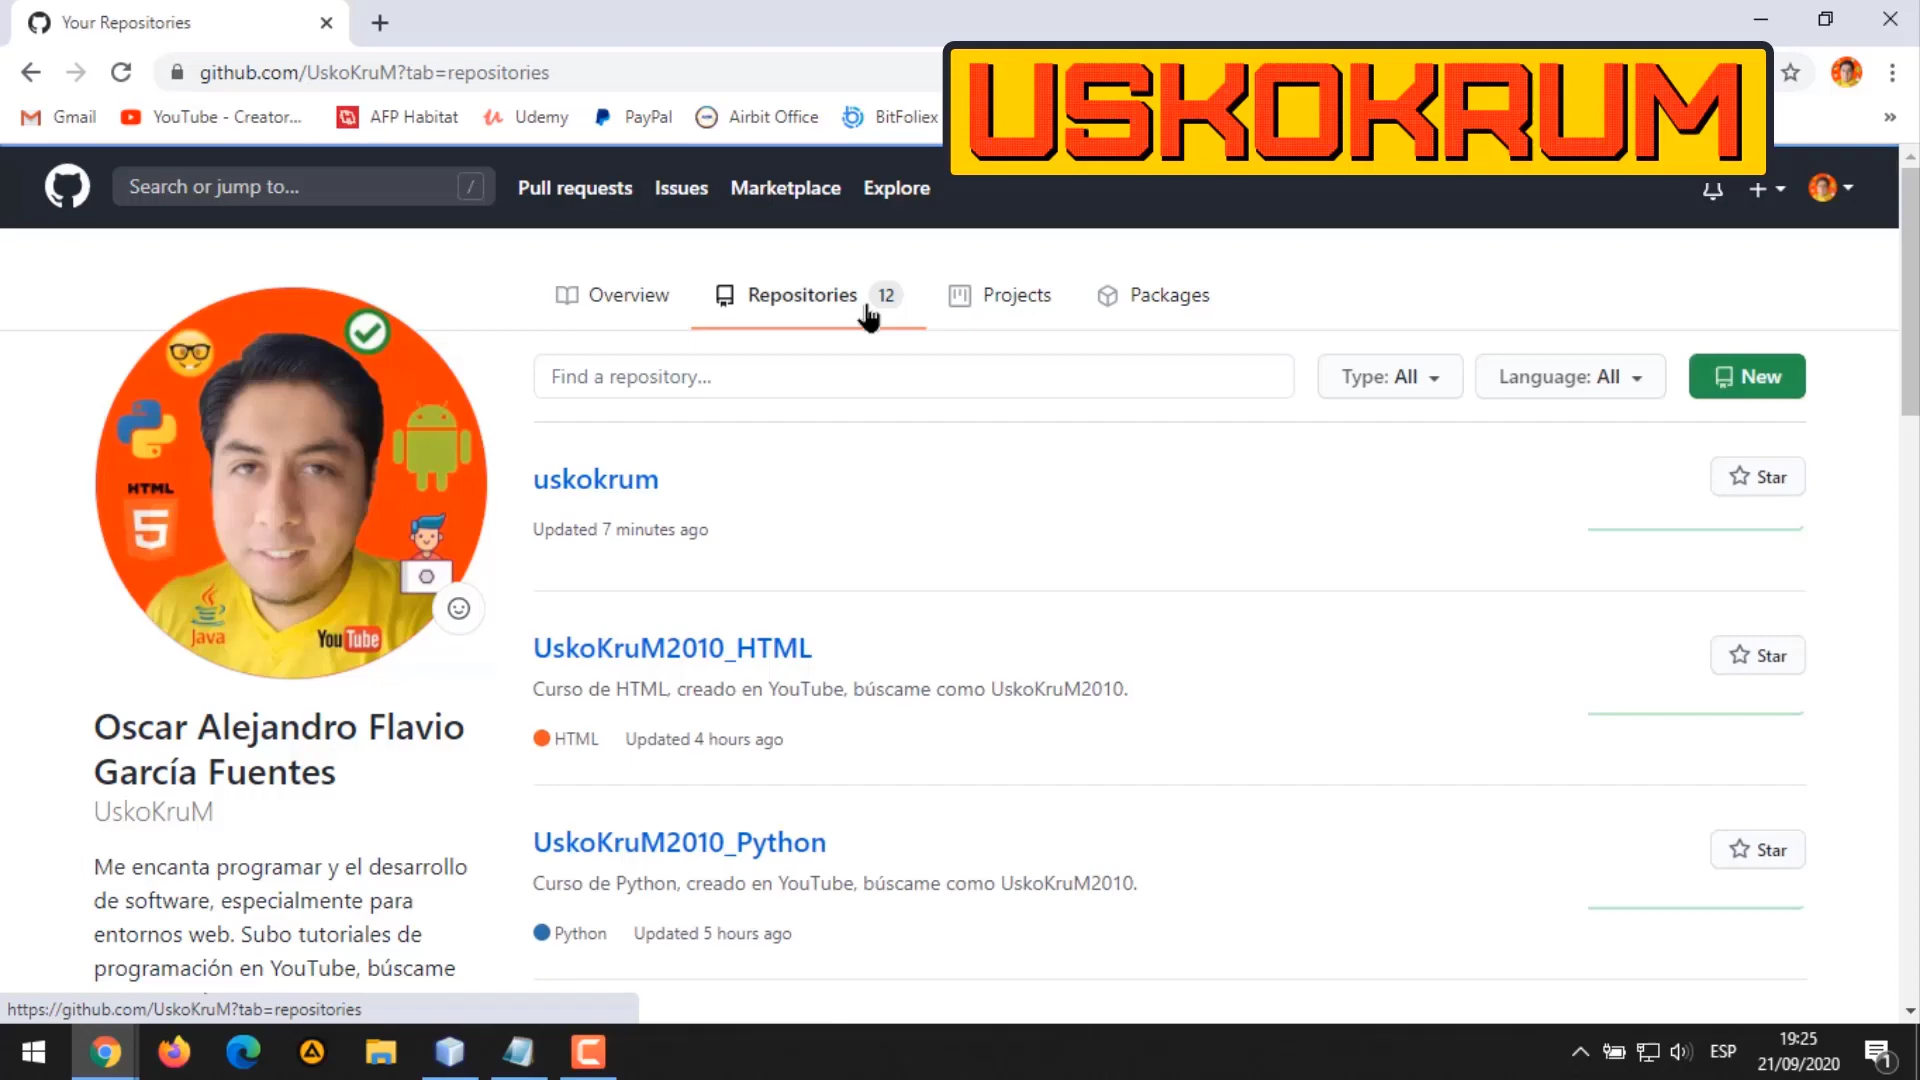 Your Repositories
github.com/UskoKruM?tab=repositories
USKOKRUM
Gmail
YouTube - Creator...
AFP Habitat
Udemy
PayPal
Airbit Office
BitFoliex
»
Search or jump to...
/
Pull requests
Issues
Marketplace
Explore
Overview
Repositories 12
Projects
Packages
Find a repository...
Type: All
Language: All
New
HTML
5
Java
YouTube
Oscar Alejandro Flavio
García Fuentes
UskoKruM
Me encanta programar y el desarrollo
de software, especialmente para
entornos web. Subo tutoriales de
programación en YouTube, búscame
uskokrum
Star
Updated 7 minutes ago
UskoKruM2010_HTML
Star
Curso de HTML, creado en YouTube, búscame como UskoKruM2010.
HTML Updated 4 hours ago
UskoKruM2010_Python
Star
Curso de Python, creado en YouTube, búscame como UskoKruM2010.
Python Updated 5 hours ago
https://github.com/UskoKruM?tab=repositories
ESP
19:25
21/09/2020
1